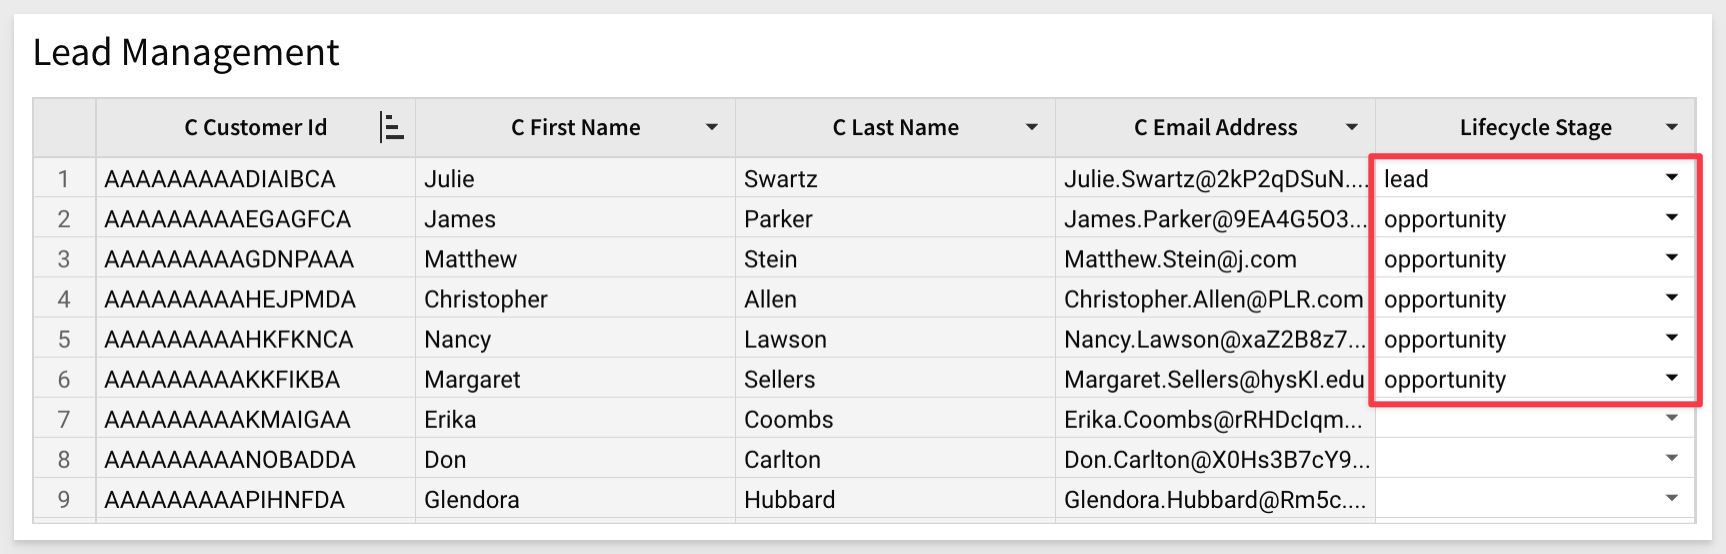 Lead Management
C Customer Id C First Name C Last Name C Email Address Lifecycle Stage
1 AAAAAAAAADIAIBCA Julie Swartz Julie.Swartz@2kP2qDSuN.... lead
2 AAAAAAAAAEGAGFCA James Parker James.Parker@9EA4G5O3... opportunity
3 AAAAAAAAAGDNPAAA Matthew Stein Matthew.Stein@j.com opportunity
4 AAAAAAAAAHEJPMDA Christopher Allen Christopher.Allen@PLR.com opportunity
5 AAAAAAAAAHKFKNCA Nancy Lawson Nancy.Lawson@xaZ2B8z7... opportunity
6 AAAAAAAAAKKFIKBA Margaret Sellers Margaret.Sellers@hysKI.edu opportunity
7 AAAAAAAAAKMAIGAA Erika Coombs Erika.Coombs@rRHDcIqm...
8 AAAAAAAAANOBADDA Don Carlton Don.Carlton@X0Hs3B7cY9...
9 AAAAAAAAAPIHNFDA Glendora Hubbard Glendora.Hubbard@Rm5c....